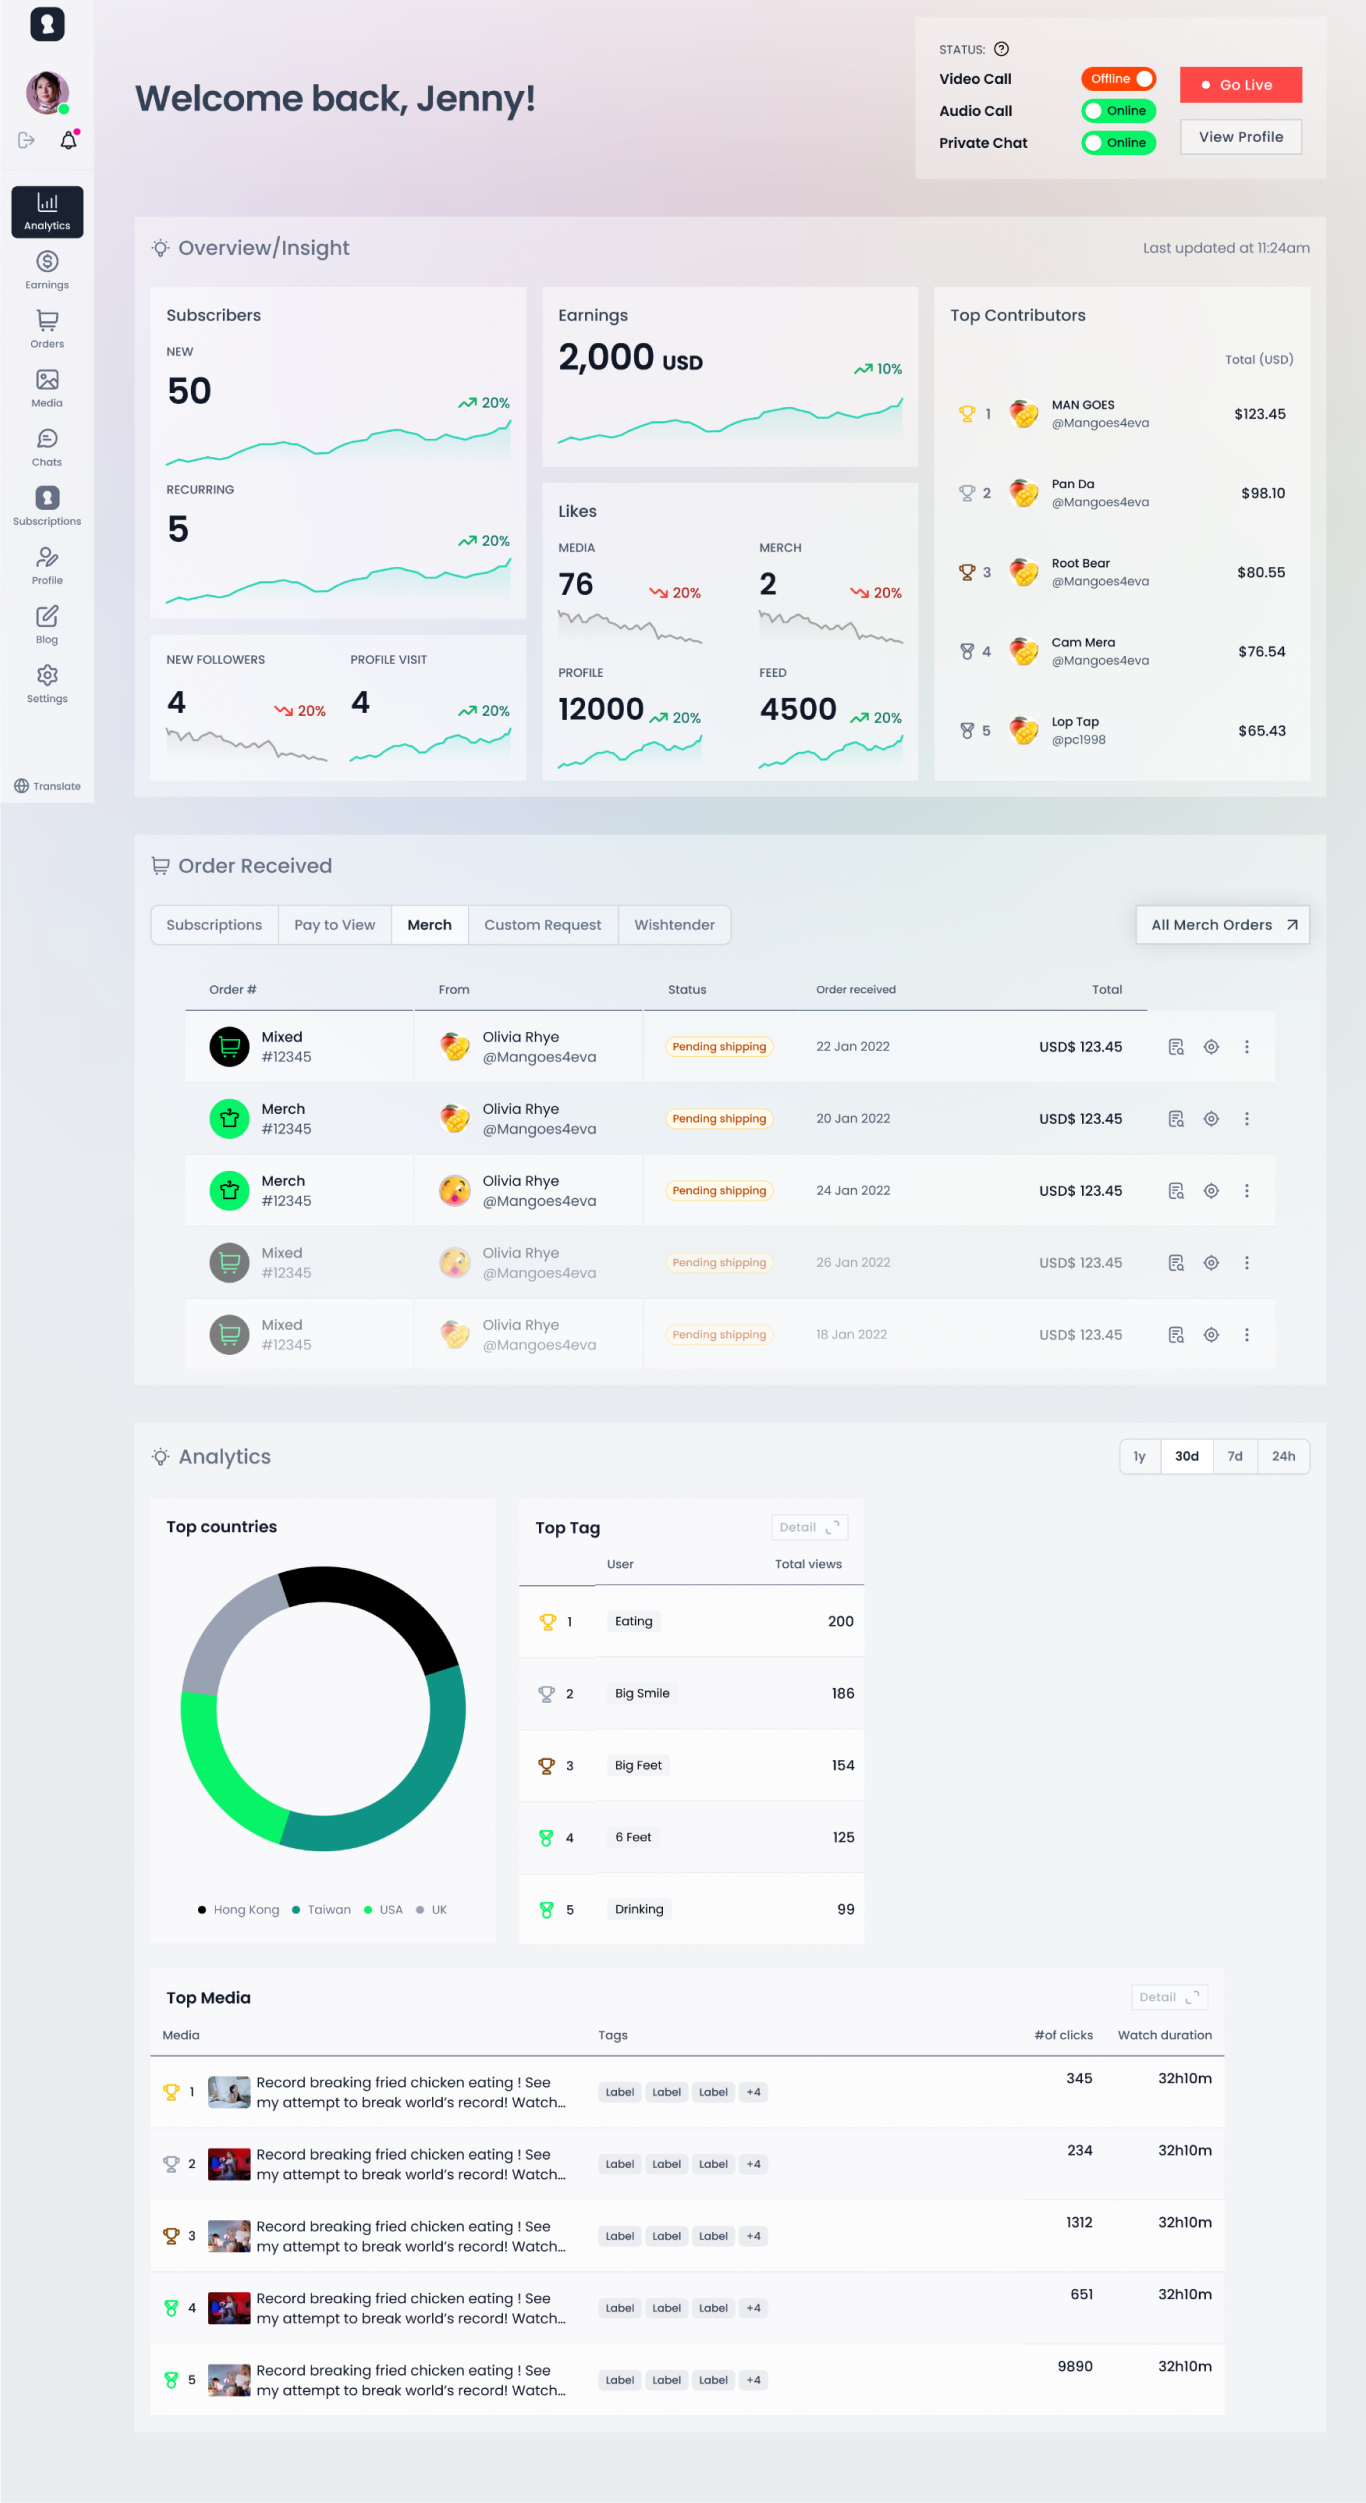 Analytics
Earnings
Orders
Media
Chats
Subscriptions
Profile
Blog
Settings
Translate
Welcome back, Jenny!
STATUS:
Video Call
Offline
Audio Call
Online
Private Chat
Online
Go Live
View Profile
Overview/Insight
Last updated at 11:24am
Subscribers
NEW
50
20%
RECURRING
5
20%
NEW FOLLOWERS
4
20%
PROFILE VISIT
4
20%
Earnings
2,000 USD
10%
Likes
MEDIA
76
20%
MERCH
2
20%
PROFILE
12000
20%
FEED
4500
20%
Top Contributors
Total (USD)
1 MAN GOES $123.45
@Mangoes4eva
2 Pan Da $98.10
@Mangoes4eva
3 Root Bear $80.55
@Mangoes4eva
4 Cam Mera $76.54
@Mangoes4eva
5 Lop Tap $65.43
@pc1998
Order Received
Subscriptions Pay to View Merch Custom Request Wishtender
All Merch Orders
Order # From Status Order received Total
Mixed Olivia Rhye Pending shipping 22 Jan 2022 USD$ 123.45
#12345 @Mangoes4eva
Merch Olivia Rhye Pending shipping 20 Jan 2022 USD$ 123.45
#12345 @Mangoes4eva
Merch Olivia Rhye Pending shipping 24 Jan 2022 USD$ 123.45
#12345 @Mangoes4eva
Mixed Olivia Rhye Pending shipping 26 Jan 2022 USD$ 123.45
#12345 @Mangoes4eva
Mixed Olivia Rhye Pending shipping 18 Jan 2022 USD$ 123.45
#12345 @Mangoes4eva
Analytics
1y 30d 7d 24h
Top countries
Hong Kong Taiwan USA UK
Top Tag
Detail
User Total views
1 Eating 200
2 Big Smile 186
3 Big Feet 154
4 6 Feet 125
5 Drinking 99
Top Media
Detail
Media Tags #of clicks Watch duration
1 Record breaking fried chicken eating ! See
my attempt to break world's record! Watch...
Label Label Label +4 345 32h10m
2 Record breaking fried chicken eating ! See
my attempt to break world's record! Watch...
Label Label Label +4 234 32h10m
3 Record breaking fried chicken eating ! See
my attempt to break world's record! Watch...
Label Label Label +4 1312 32h10m
4 Record breaking fried chicken eating ! See
my attempt to break world's record! Watch...
Label Label Label +4 651 32h10m
5 Record breaking fried chicken eating ! See
my attempt to break world's record! Watch...
Label Label Label +4 9890 32h10m